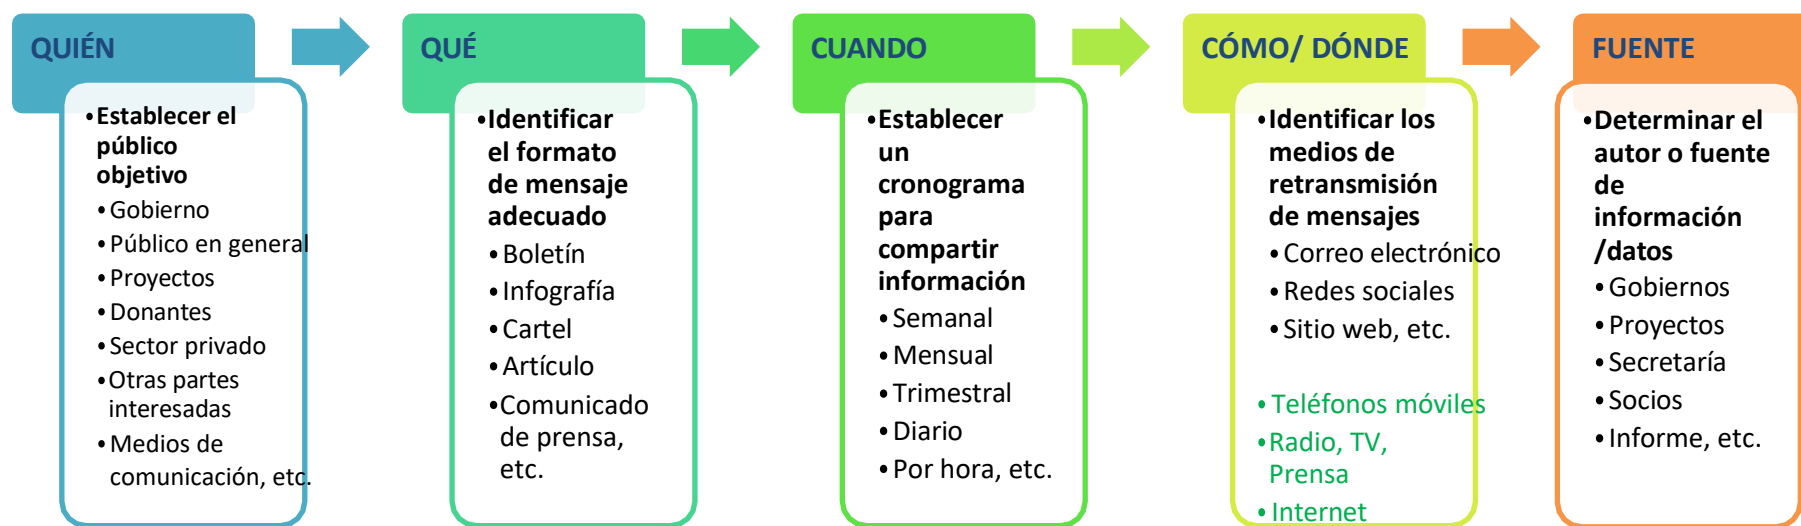 QUIÉN
•Establecer el
público
objetivo
•Gobierno
•Público en general
•Proyectos
•Donantes
•Sector privado
•Otras partes
interesadas
•Medios de
comunicación, etc.
QUÉ
•Identificar
el formato
de mensaje
adecuado
•Boletín
•Infografía
•Cartel
•Artículo
•Comunicado
de prensa,
etc.
CUANDO
•Establecer
un
cronograma
para
compartir
información
•Semanal
•Mensual
•Trimestral
•Diario
•Por hora, etc.
CÓMO/ DÓNDE
•Identificar los
medios de
retransmisión
de mensajes
•Correo electrónico
•Redes sociales
•Sitio web, etc.
•Teléfonos móviles
•Radio, TV,
Prensa
•Internet
FUENTE
•Determinar el
autor o fuente
de
información
/datos
•Gobiernos
•Proyectos
•Secretaría
•Socios
•Informe, etc.